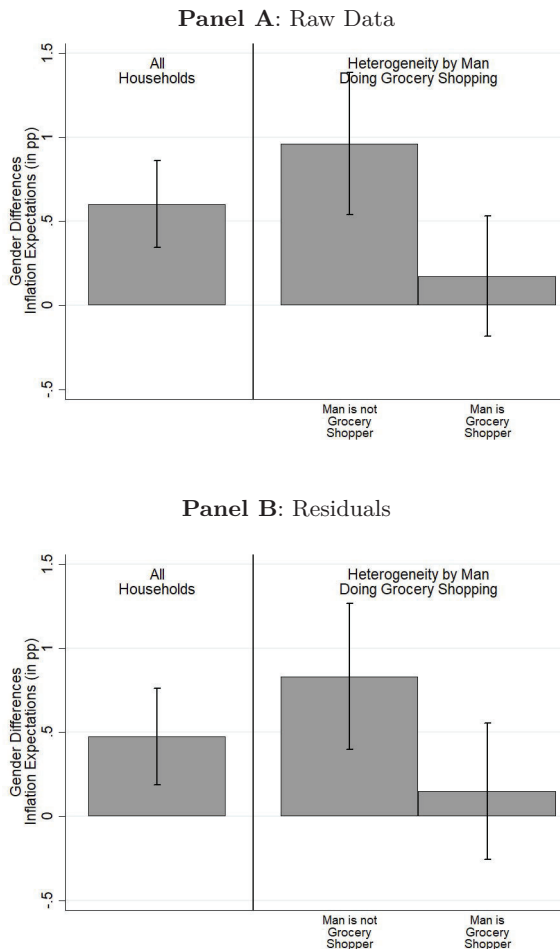 Panel A: Raw Data
Gender Differences
Inflation Expectations (in pp)
1.5
1
.5
0
-.5
All
Households
Heterogeneity by Man
Doing Grocery Shopping
Man is not
Grocery
Shopper
Man is
Grocery
Shopper
Panel B: Residuals
Gender Differences
Inflation Expectations (in pp)
1.5
1
.5
0
-.5
All
Households
Heterogeneity by Man
Doing Grocery Shopping
Man is not
Grocery
Shopper
Man is
Grocery
Shopper